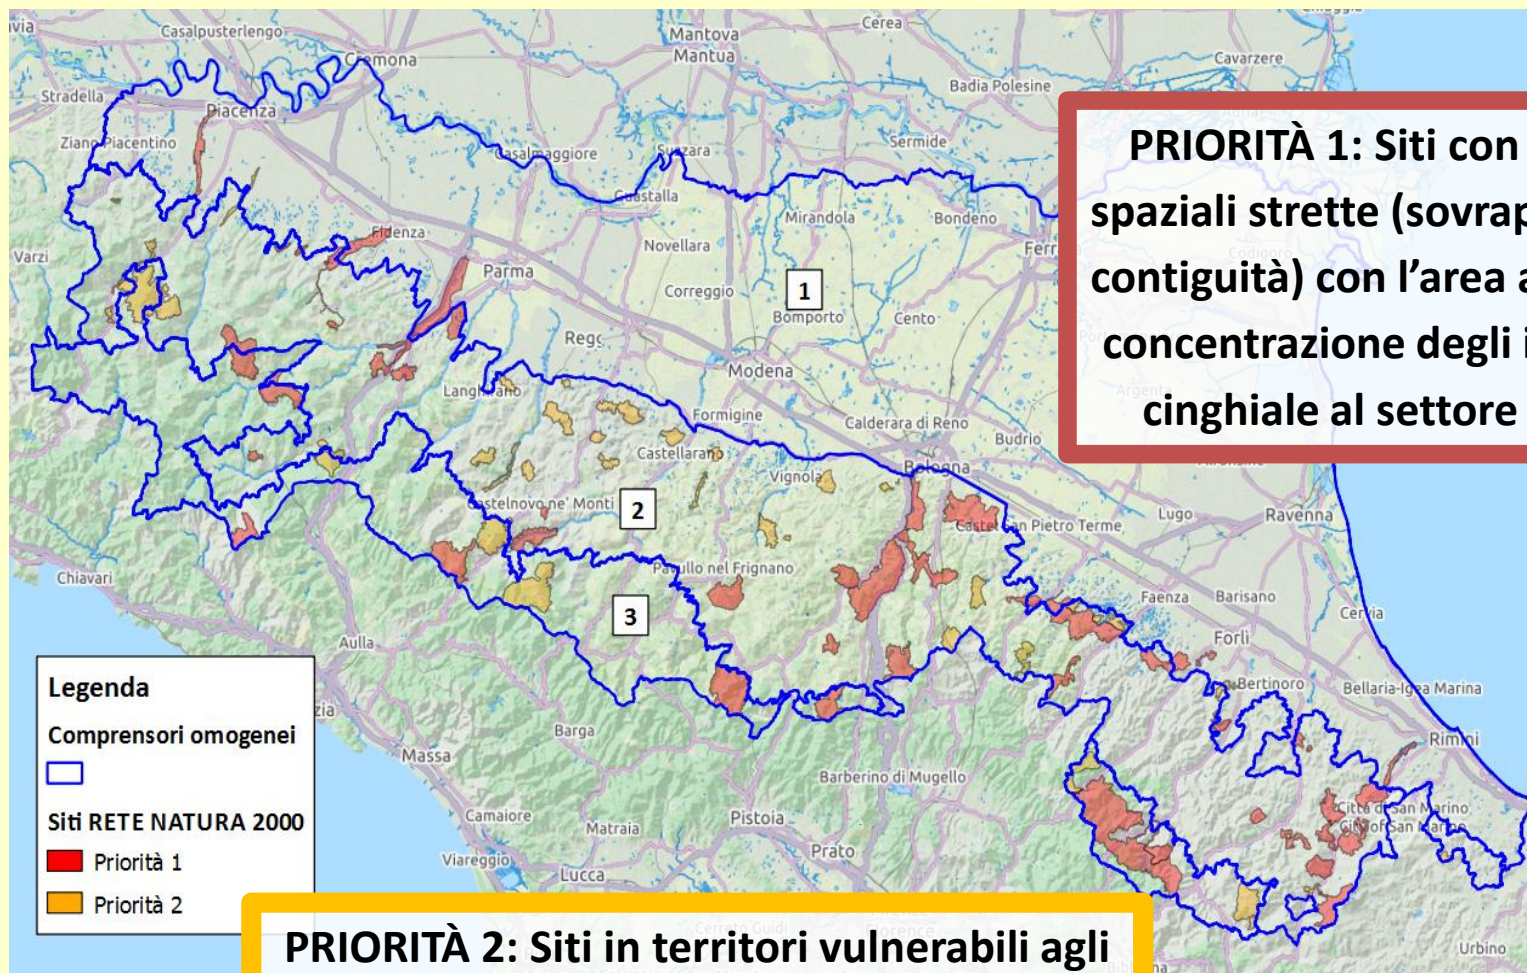 Casalpusterlengo
Cremona
Mantova
Mantua
Cerea
Cavarzere
Stradella
Piacenza
Badia Polesine
Ziano Piacentino
Casalmaggiore
Suzzara
Sermide
Guastalla
Mirandola
Bondeno
Varzi
Fidenza
Novellara
Parma
Correggio
1
Bomporto
Cento
Modena
Langhirano
Formigine
Calderara di Reno
Budrio
Castellarano
Vignola
Bologna
Castelnovo ne' Monti
2
Castel San Pietro Terme
Lugo
Ravenna
Chiavari
Pavullo nel Frignano
Faenza
Barisano
Cervia
3
Forlì
Aulla
Bertinoro
Bellaria-Igea Marina
Massa
Barga
Rimini
Barberino di Mugello
Camaiore
Matraia
Pistoia
Città di San Marino
City of San Marino
Viareggio
Lucca
Prato
Urbino
PRIORITÀ 1: Siti con
spaziali strette (sovrap
contiguità) con l’area a
concentrazione degli i
cinghiale al settore
Legenda
Comprensori omogenei
Siti RETE NATURA 2000
Priorità 1
Priorità 2
PRIORITÀ 2: Siti in territori vulnerabili agli